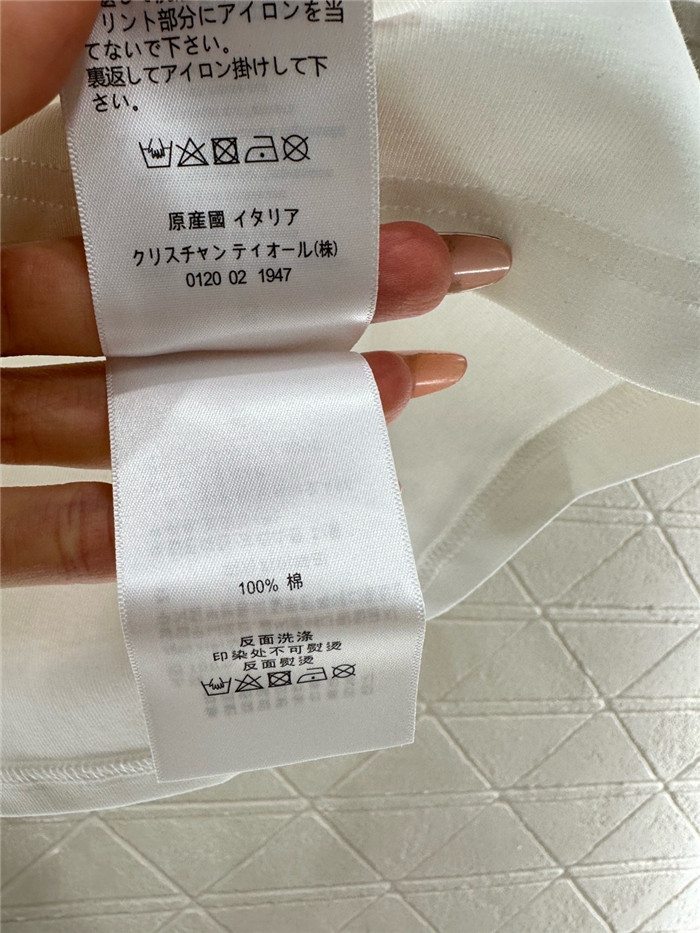 リント部分にアイロンを当
てないで下さい。
裏返してアイロン掛けして下
さい。
原産國 イタリア
クリスチャン テイオール(株)
0120 02 1947
100% 棉
反面洗涤
印染处不可熨烫
反面熨烫